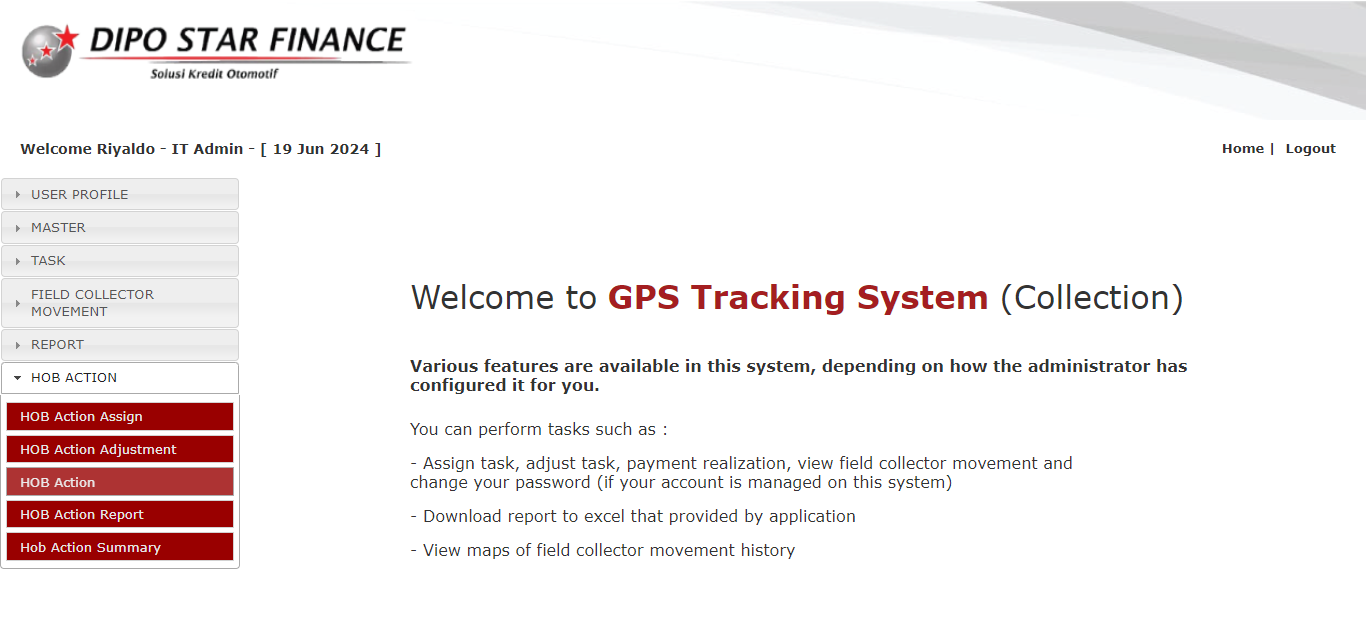 DIPO STAR FINANCE
Solusi Kredit Otomotif
Welcome Riyaldo - IT Admin - [ 19 Jun 2024 ]
Home | Logout
USER PROFILE
MASTER
TASK
FIELD COLLECTOR
MOVEMENT
REPORT
HOB ACTION
HOB Action Assign
HOB Action Adjustment
HOB Action
HOB Action Report
Hob Action Summary
Welcome to GPS Tracking System (Collection)
Various features are available in this system, depending on how the administrator has
configured it for you.
You can perform tasks such as :
- Assign task, adjust task, payment realization, view field collector movement and
change your password (if your account is managed on this system)
- Download report to excel that provided by application
- View maps of field collector movement history